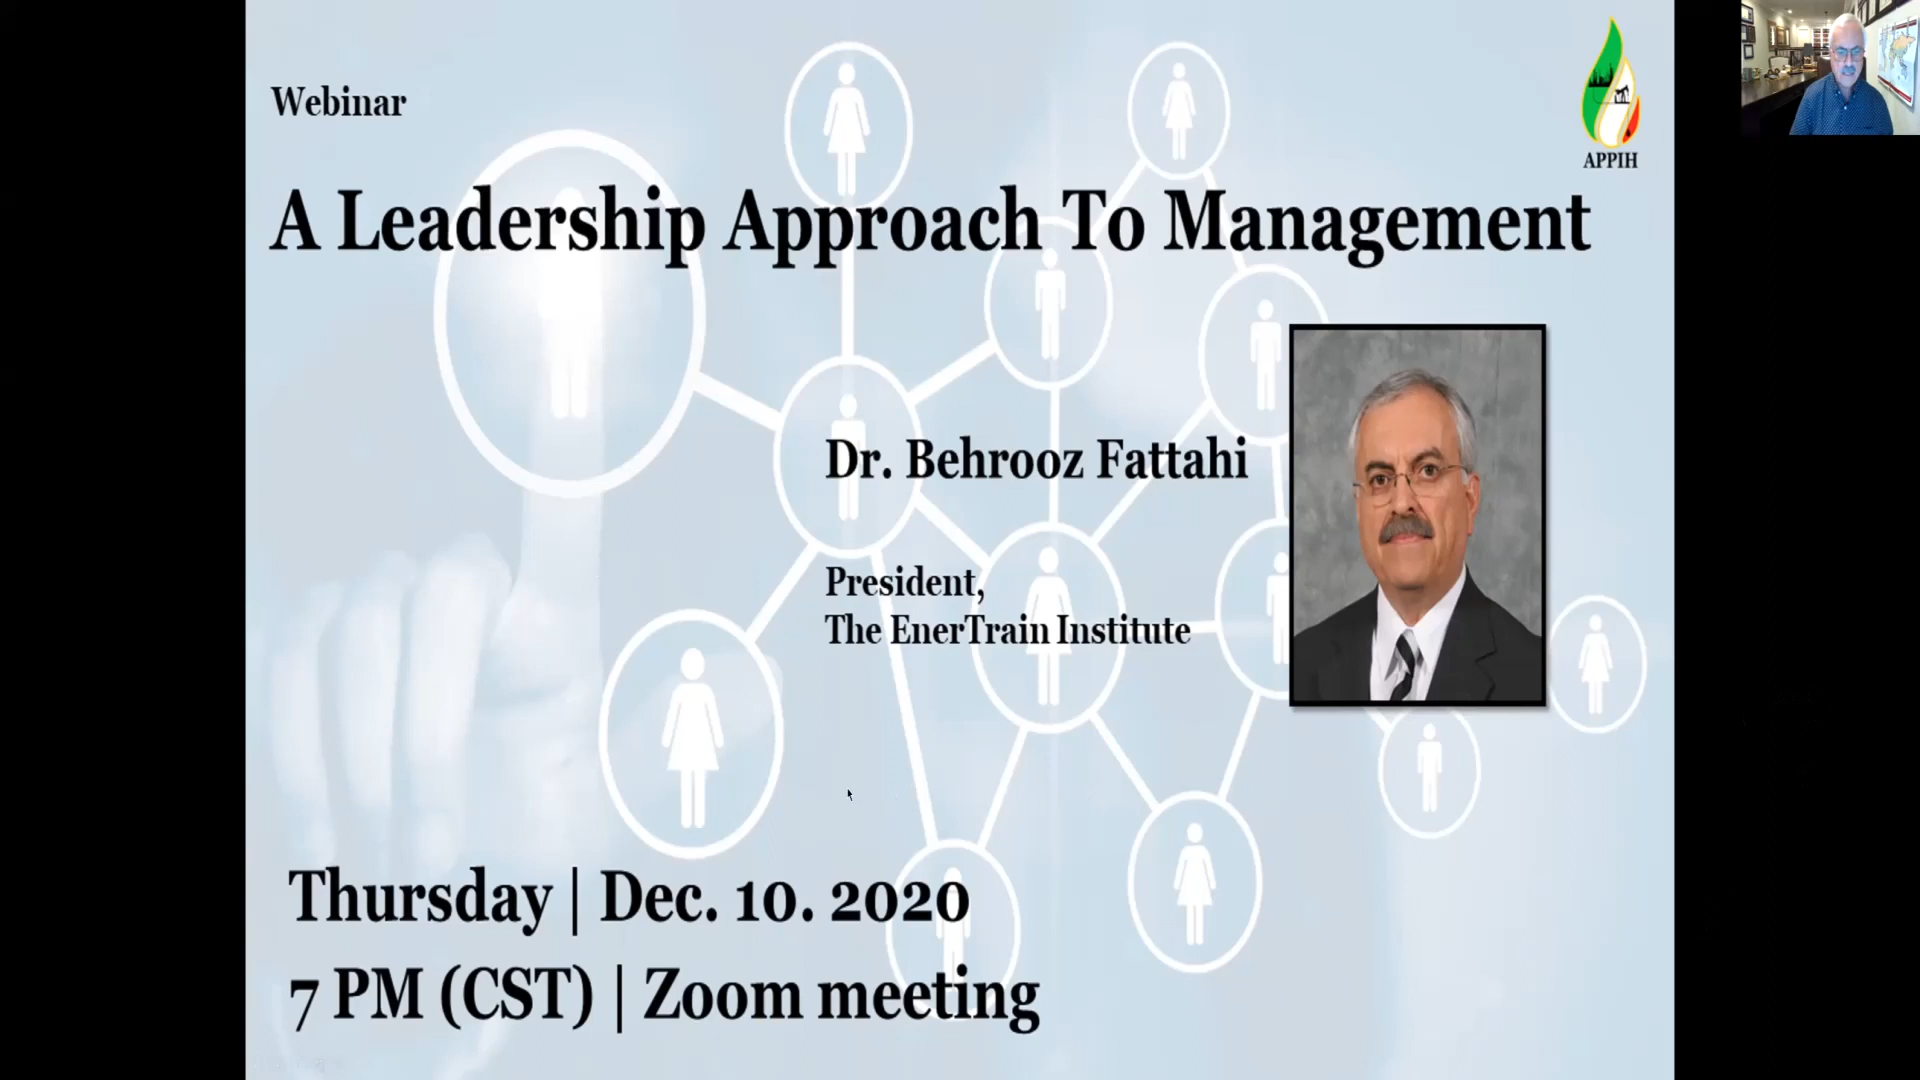 Webinar
APPIH
A Leadership Approach To Management
Dr. Behrooz Fattahi
President,
The EnerTrain Institute
Thursday | Dec. 10. 2020
7 PM (CST) | Zoom meeting